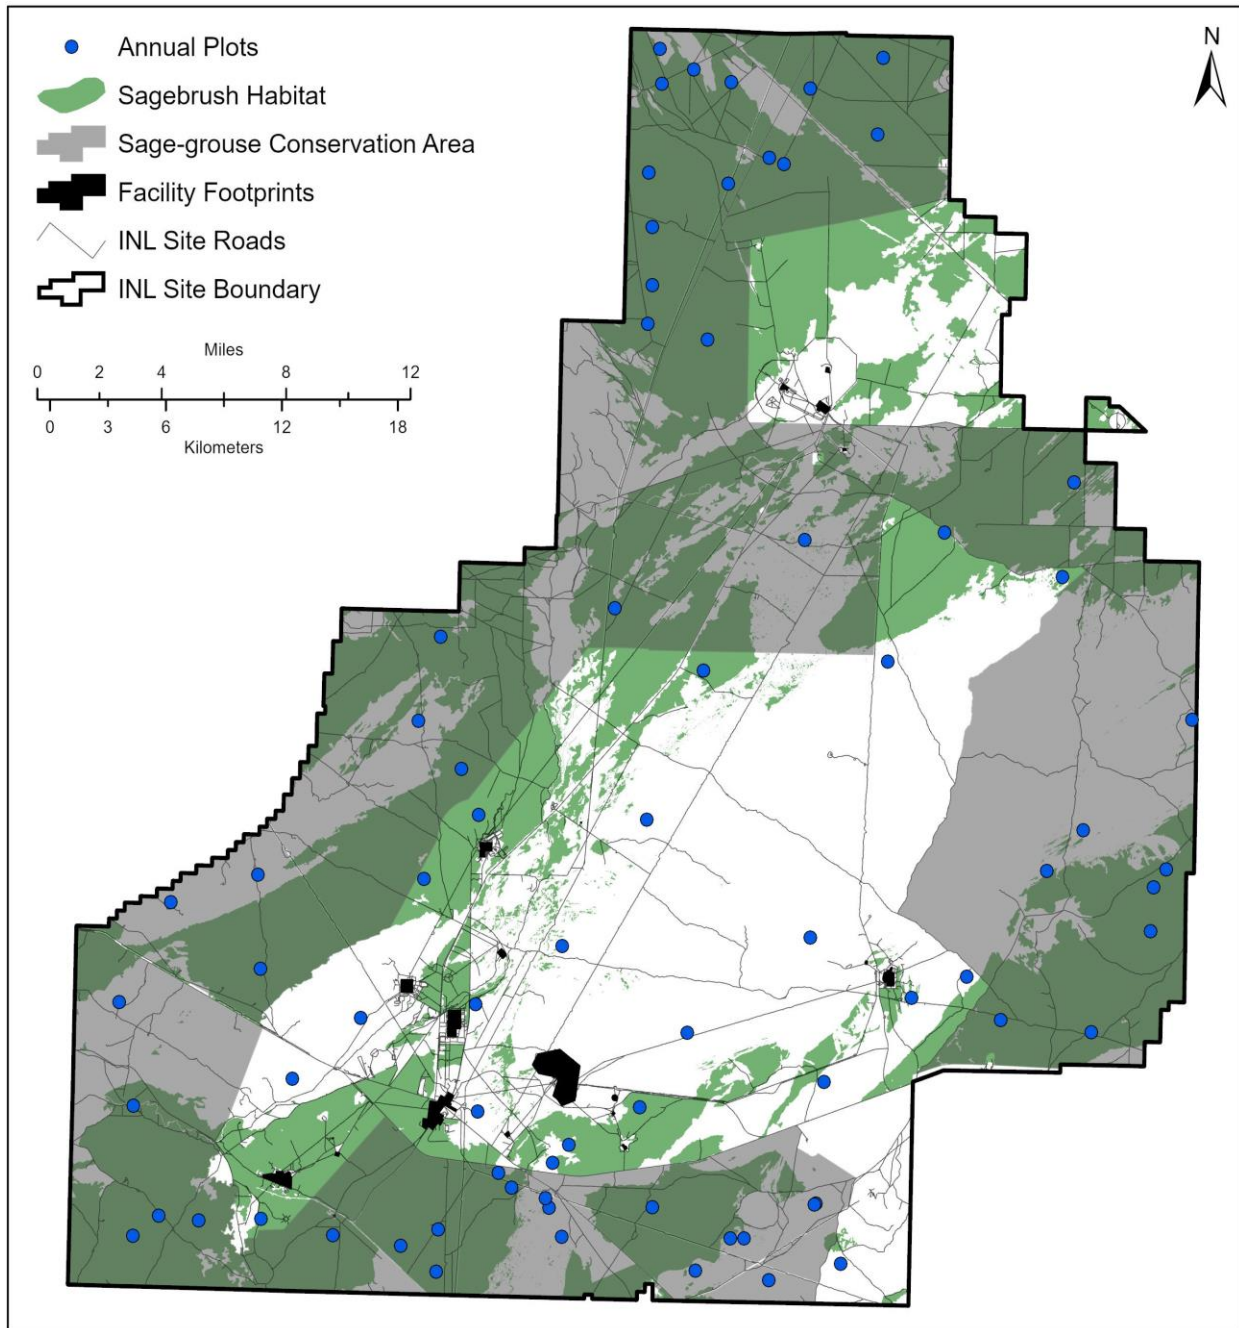 Annual Plots
Sagebrush Habitat
Sage-grouse Conservation Area
Facility Footprints
INL Site Roads
INL Site Boundary
Miles
0 2 4 8 12
0 3 6 12 18
Kilometers
N